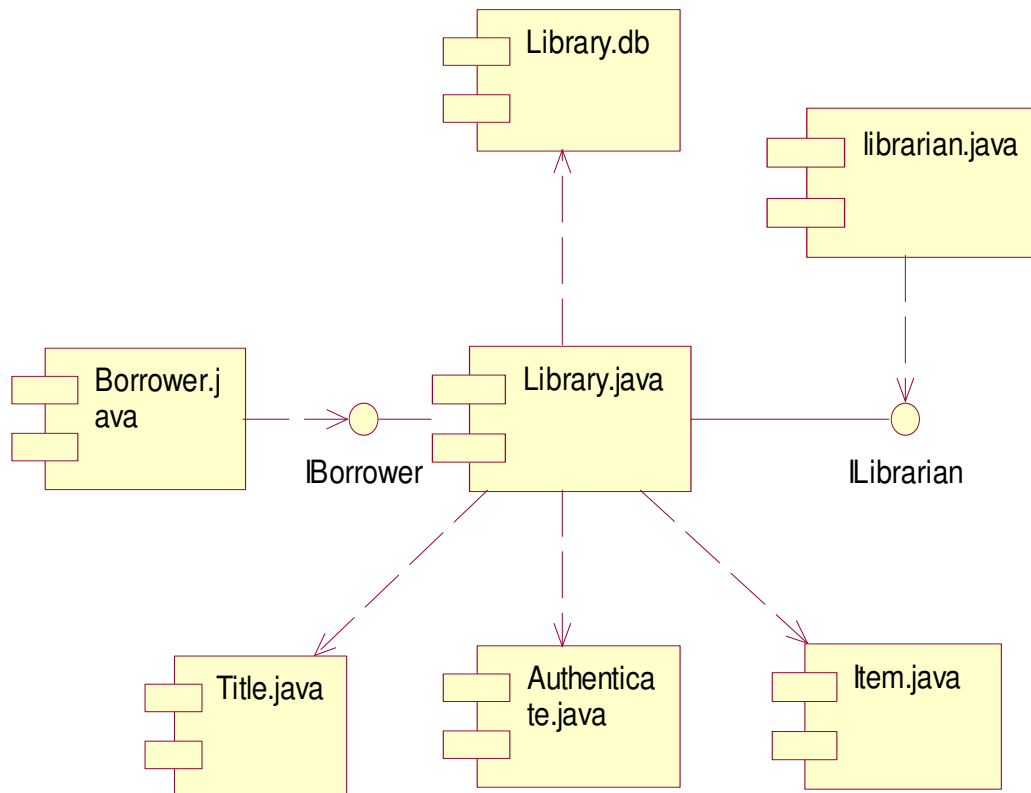 Library.db
librarian.java
Borrower.j
ava
Library.java
IBorrower
ILibrarian
Title.java
Authentica
te.java
Item.java